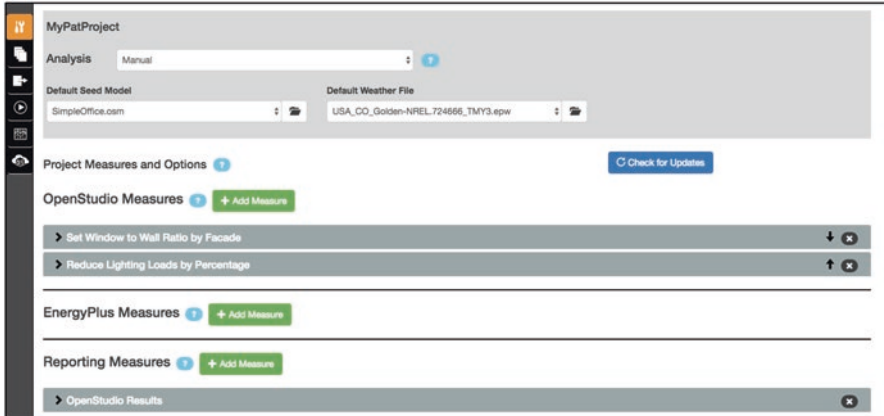 MyPatProject
Analysis Manual
Default Seed Model Default Weather File
SimpleOffice.osm USA_CO_Golden-NREL.724666_TMY3.epw
Project Measures and Options ? Check for Updates
OpenStudio Measures ? + Add Measure
Set Window to Wall Ratio by Facade
Reduce Lighting Loads by Percentage
EnergyPlus Measures ? + Add Measure
Reporting Measures ? + Add Measure
OpenStudio Results